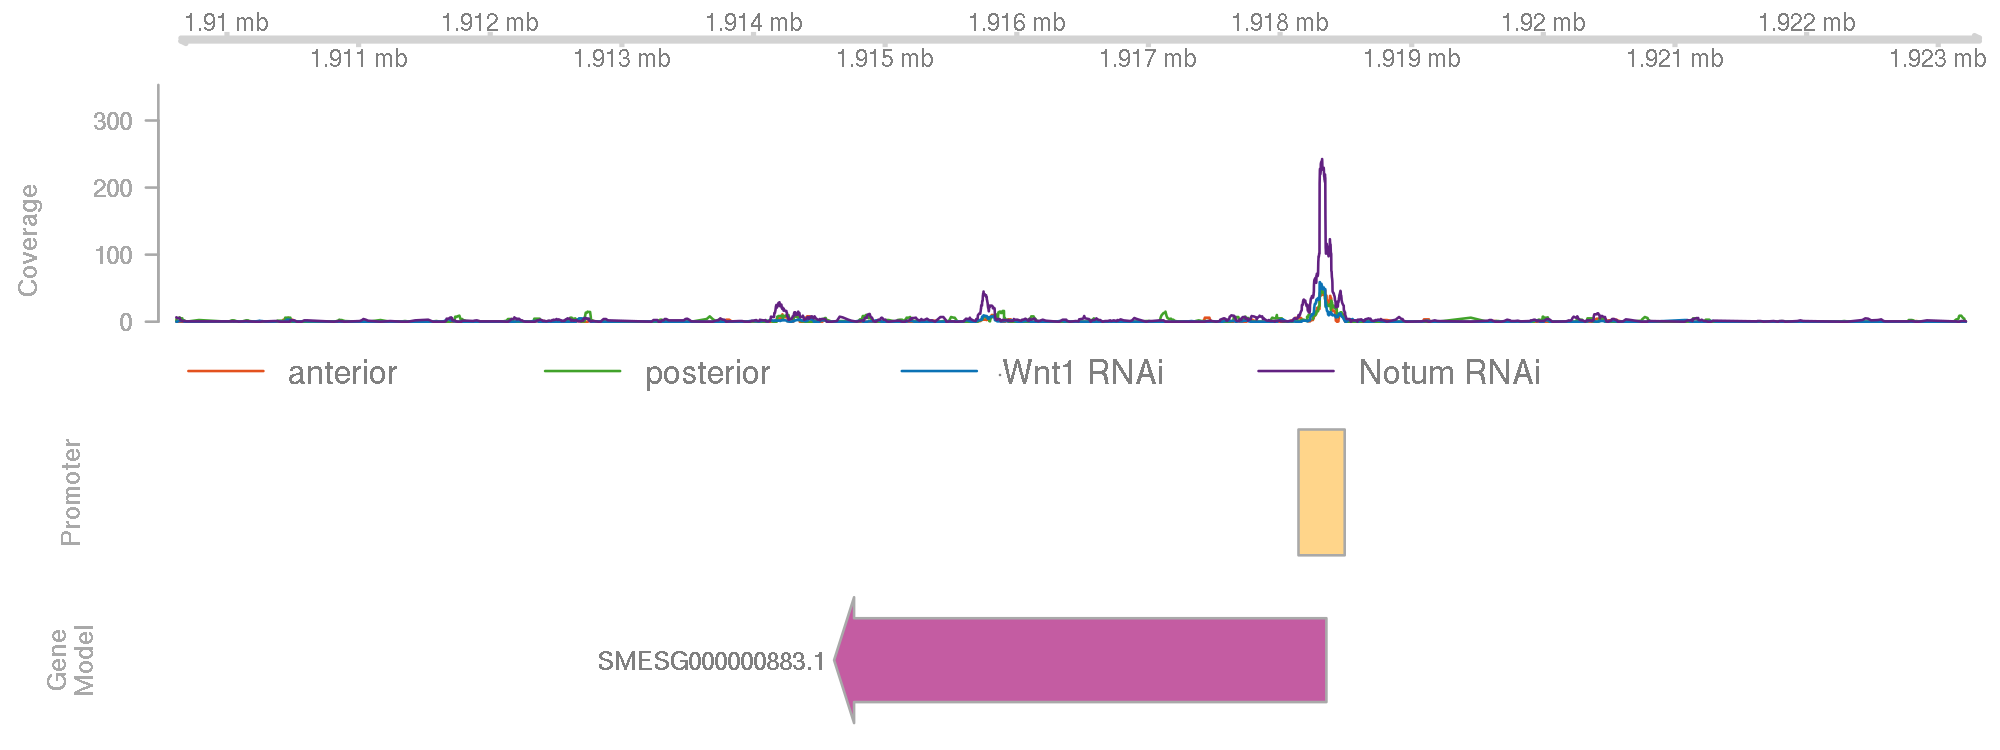 1.91 mb 1.912 mb 1.914 mb 1.916 mb 1.918 mb 1.92 mb 1.922 mb
1.911 mb 1.913 mb 1.915 mb 1.917 mb 1.919 mb 1.921 mb 1.923 mb
Coverage
300
200
100
0
anterior posterior Wnt1 RNAi Notum RNAi
Promoter
Gene
Model
SMESG000000883.1